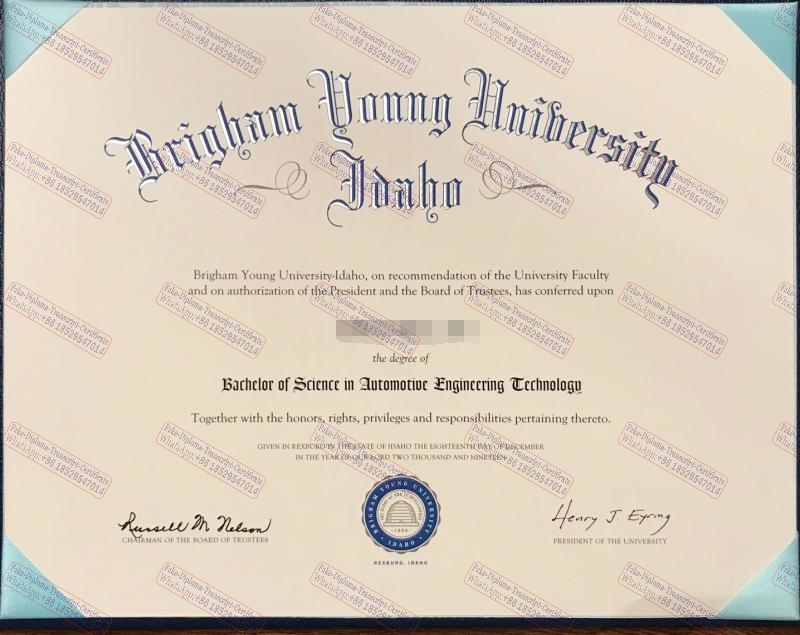 Brigham Young University
Idaho
Brigham Young University-Idaho, on recommendation of the University Faculty
and on authorization of the President and the Board of Trustees, has conferred upon
the degree of
Bachelor of Science in Automotive Engineering Technology
Together with the honors, rights, privileges and responsibilities pertaining thereto.
GIVEN IN REXBURG IN THE STATE OF IDAHO THE EIGHTEENTH DAY OF DECEMBER
IN THE YEAR OF OUR LORD TWO THOUSAND AND NINETEEN
Russell M. Nelson
CHAIRMAN OF THE BOARD OF TRUSTEES
BRIGHAM YOUNG UNIVERSITY
IDAHO
REXBURG, IDAHO
Henry J. Eyring
PRESIDENT OF THE UNIVERSITY
Fake-Diploma-Transcript-Certificate
WhatsApp:+86 18528547014